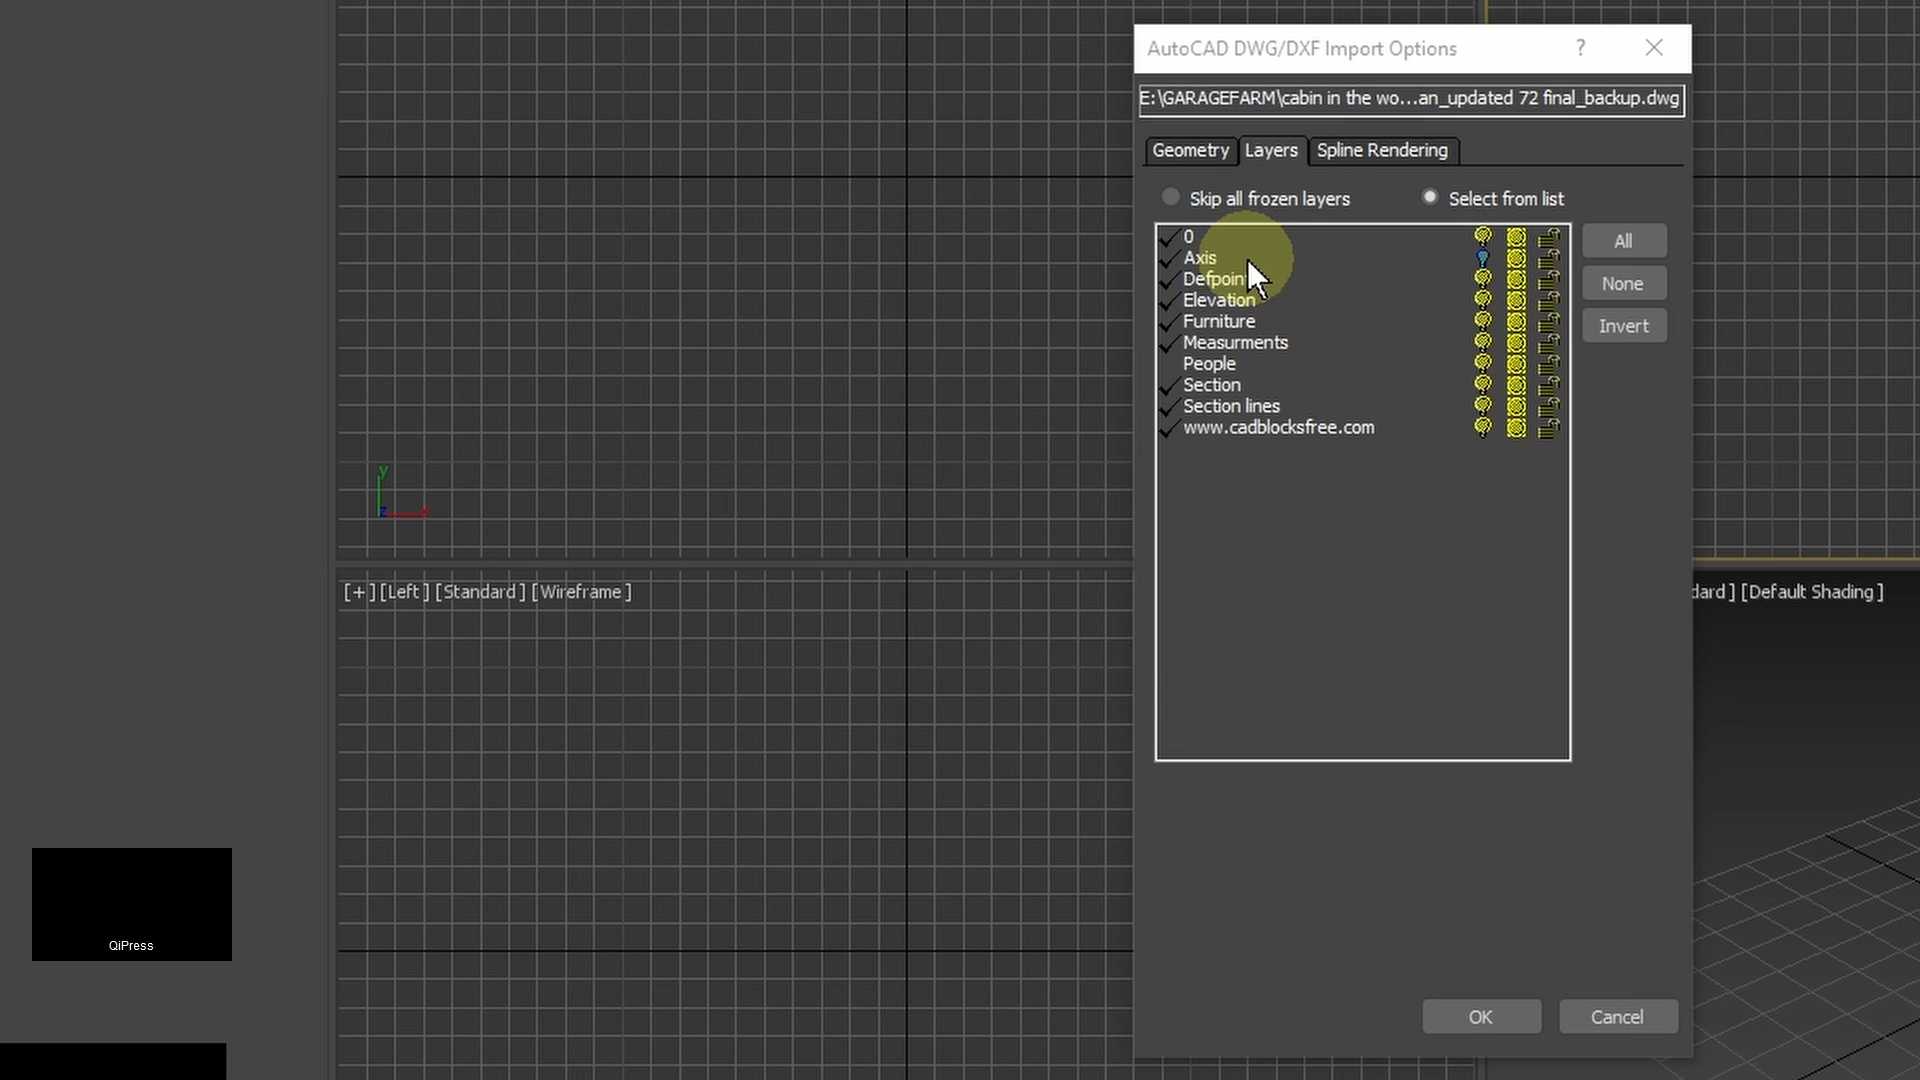 AutoCAD DWG/DXF Import Options
?
E:\GARAGEFARM\cabin in the wo...an_updated 72 final_backup.dwg
Geometry Layers Spline Rendering
Skip all frozen layers Select from list
0
Axis
Defpoin
Elevation
Furniture
Measurments
People
Section
Section lines
www.cadblocksfree.com
All
None
Invert
y
z x
[+] [Left] [Standard] [Wireframe]
dard] [Default Shading]
QiPress
OK Cancel